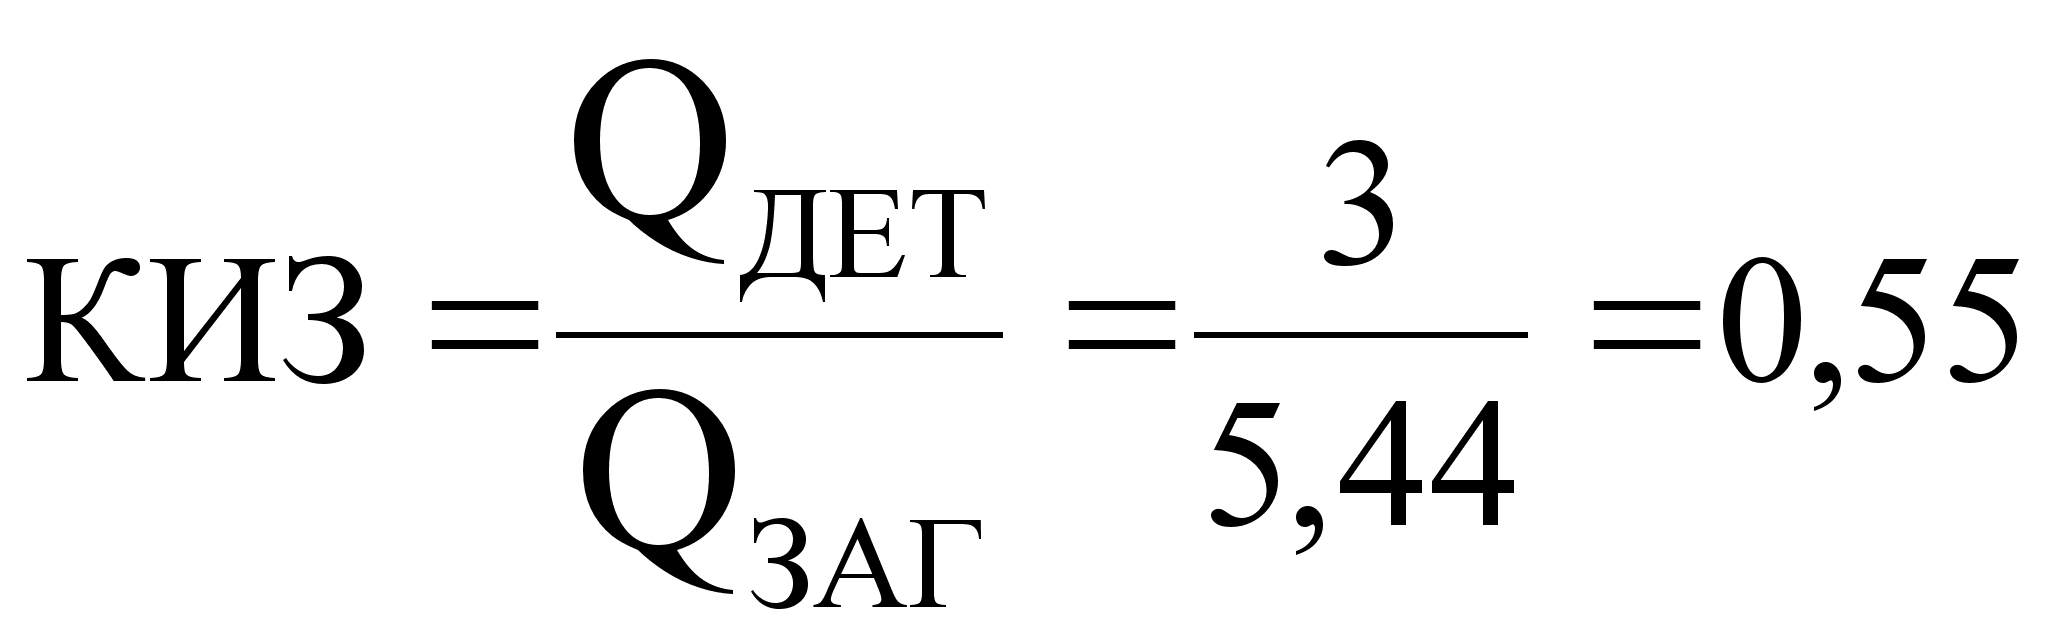 КИЗ = Q_ДЕТ / Q_ЗАГ = 3 / 5,44 = 0,55